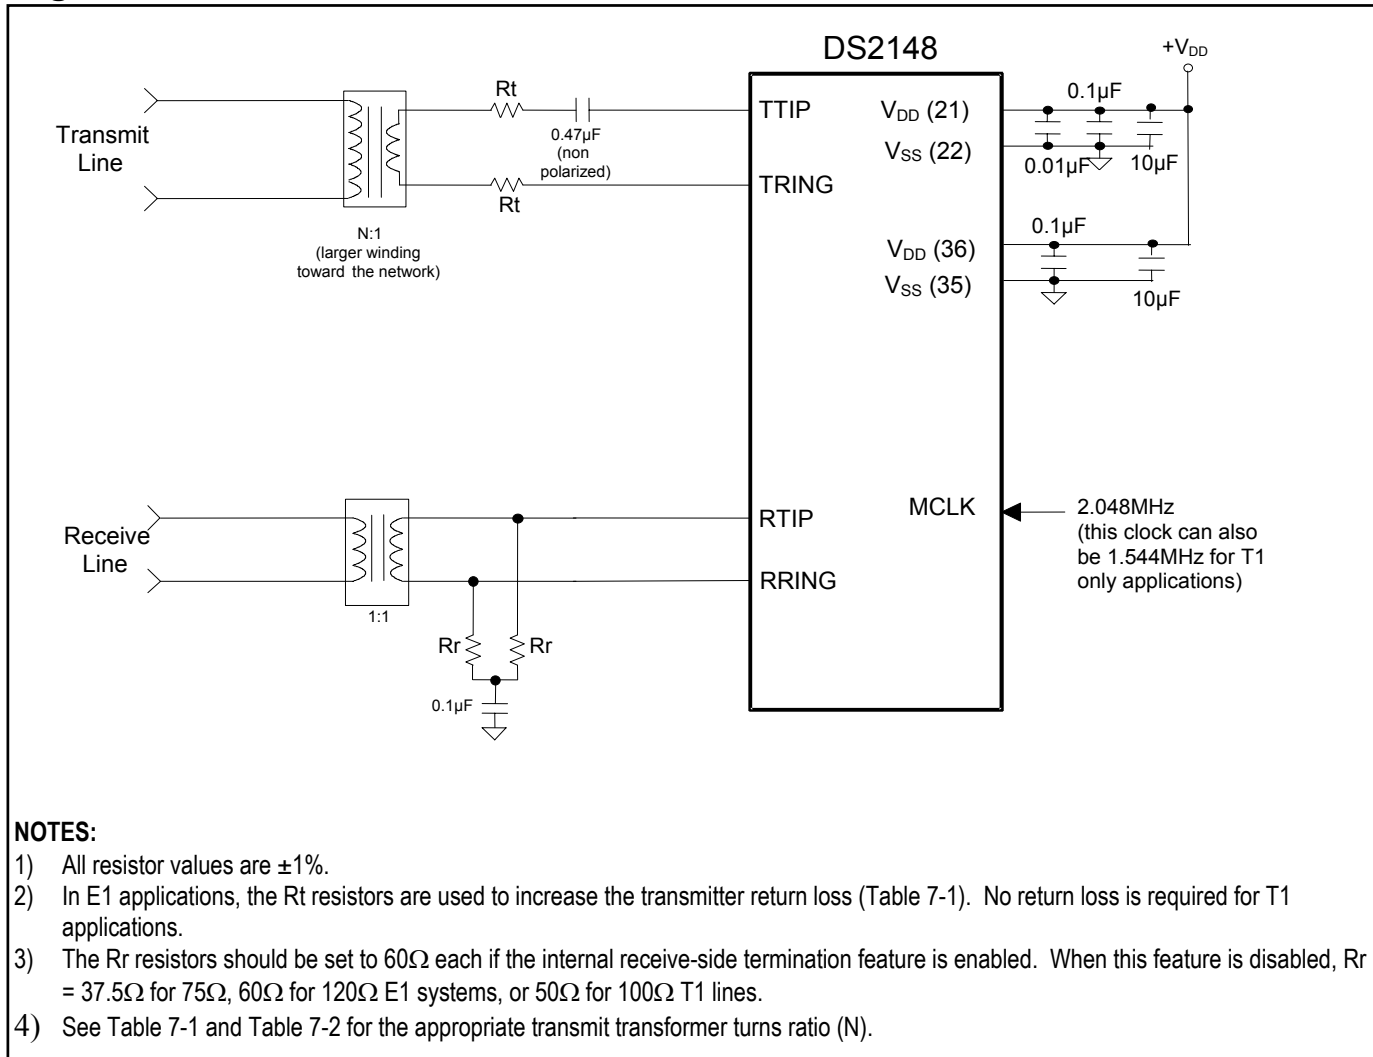 DS2148
+VDD
Transmit
Line
Rt
0.47µF
(non
polarized)
Rt
N:1
(larger winding
toward the network)
TTIP
TRING
VDD (21)
VSS (22)
0.1µF
0.01µF
10µF
VDD (36)
VSS (35)
0.1µF
10µF
Receive
Line
1:1
Rr
Rr
0.1µF
RTIP
RRING
MCLK
2.048MHz
(this clock can also
be 1.544MHz for T1
only applications)
NOTES:
1) All resistor values are ±1%.
2) In E1 applications, the Rt resistors are used to increase the transmitter return loss (Table 7-1). No return loss is required for T1
applications.
3) The Rr resistors should be set to 60Ω each if the internal receive-side termination feature is enabled. When this feature is disabled, Rr
= 37.5Ω for 75Ω, 60Ω for 120Ω E1 systems, or 50Ω for 100Ω T1 lines.
4) See Table 7-1 and Table 7-2 for the appropriate transmit transformer turns ratio (N).